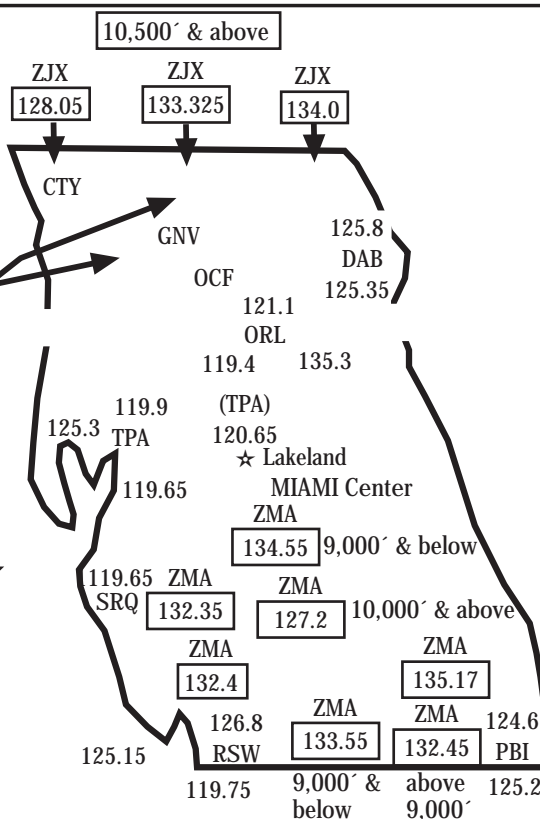 10,500´ & above
ZJX ZJX ZJX
128.05 133.325 134.0
CTY
GNV
125.8
DAB
125.35
OCF
121.1
ORL
119.4 135.3
119.9
(TPA)
125.3
TPA
120.65
☆ Lakeland
119.65
MIAMI Center
ZMA
134.55 9,000´ & below
119.65
SRQ
ZMA
132.35
ZMA
127.2 10,000´ & above
ZMA
132.4
ZMA
135.17
126.8
RSW
125.15
119.75
ZMA
133.55
9,000´ &
below
ZMA
132.45
above
9,000´
124.6
PBI
125.2